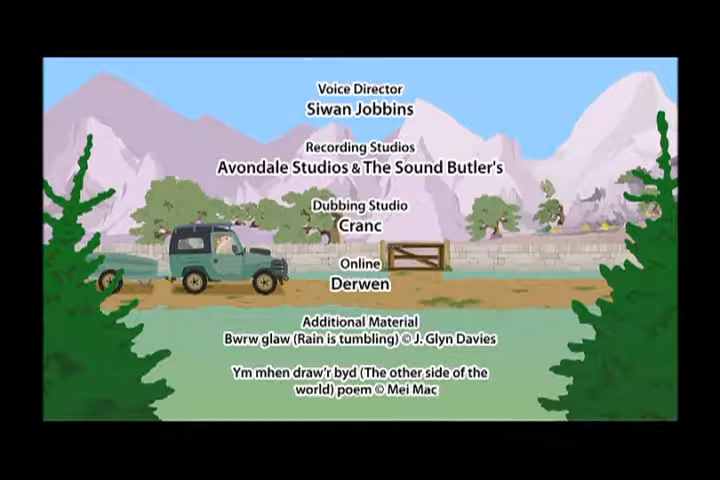 Voice Director
Siwan Jobbins
Recording Studios
Avondale Studios & The Sound Butler's
Dubbing Studio
Cranc
Online
Derwen
Additional Material
Bwrw glaw (Rain is tumbling) © J. Glyn Davies
Ym mhen draw'r byd (The other side of the
world) poem © Mei Mac